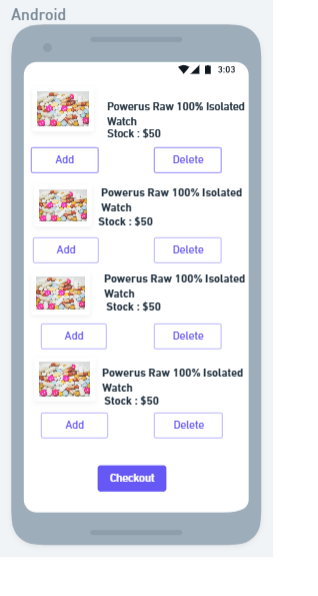 Android
3:03
Powerus Raw 100% Isolated
Watch
Stock : $50
Add Delete
Powerus Raw 100% Isolated
Watch
Stock : $50
Add Delete
Powerus Raw 100% Isolated
Watch
Stock : $50
Add Delete
Powerus Raw 100% Isolated
Watch
Stock : $50
Add Delete
Checkout